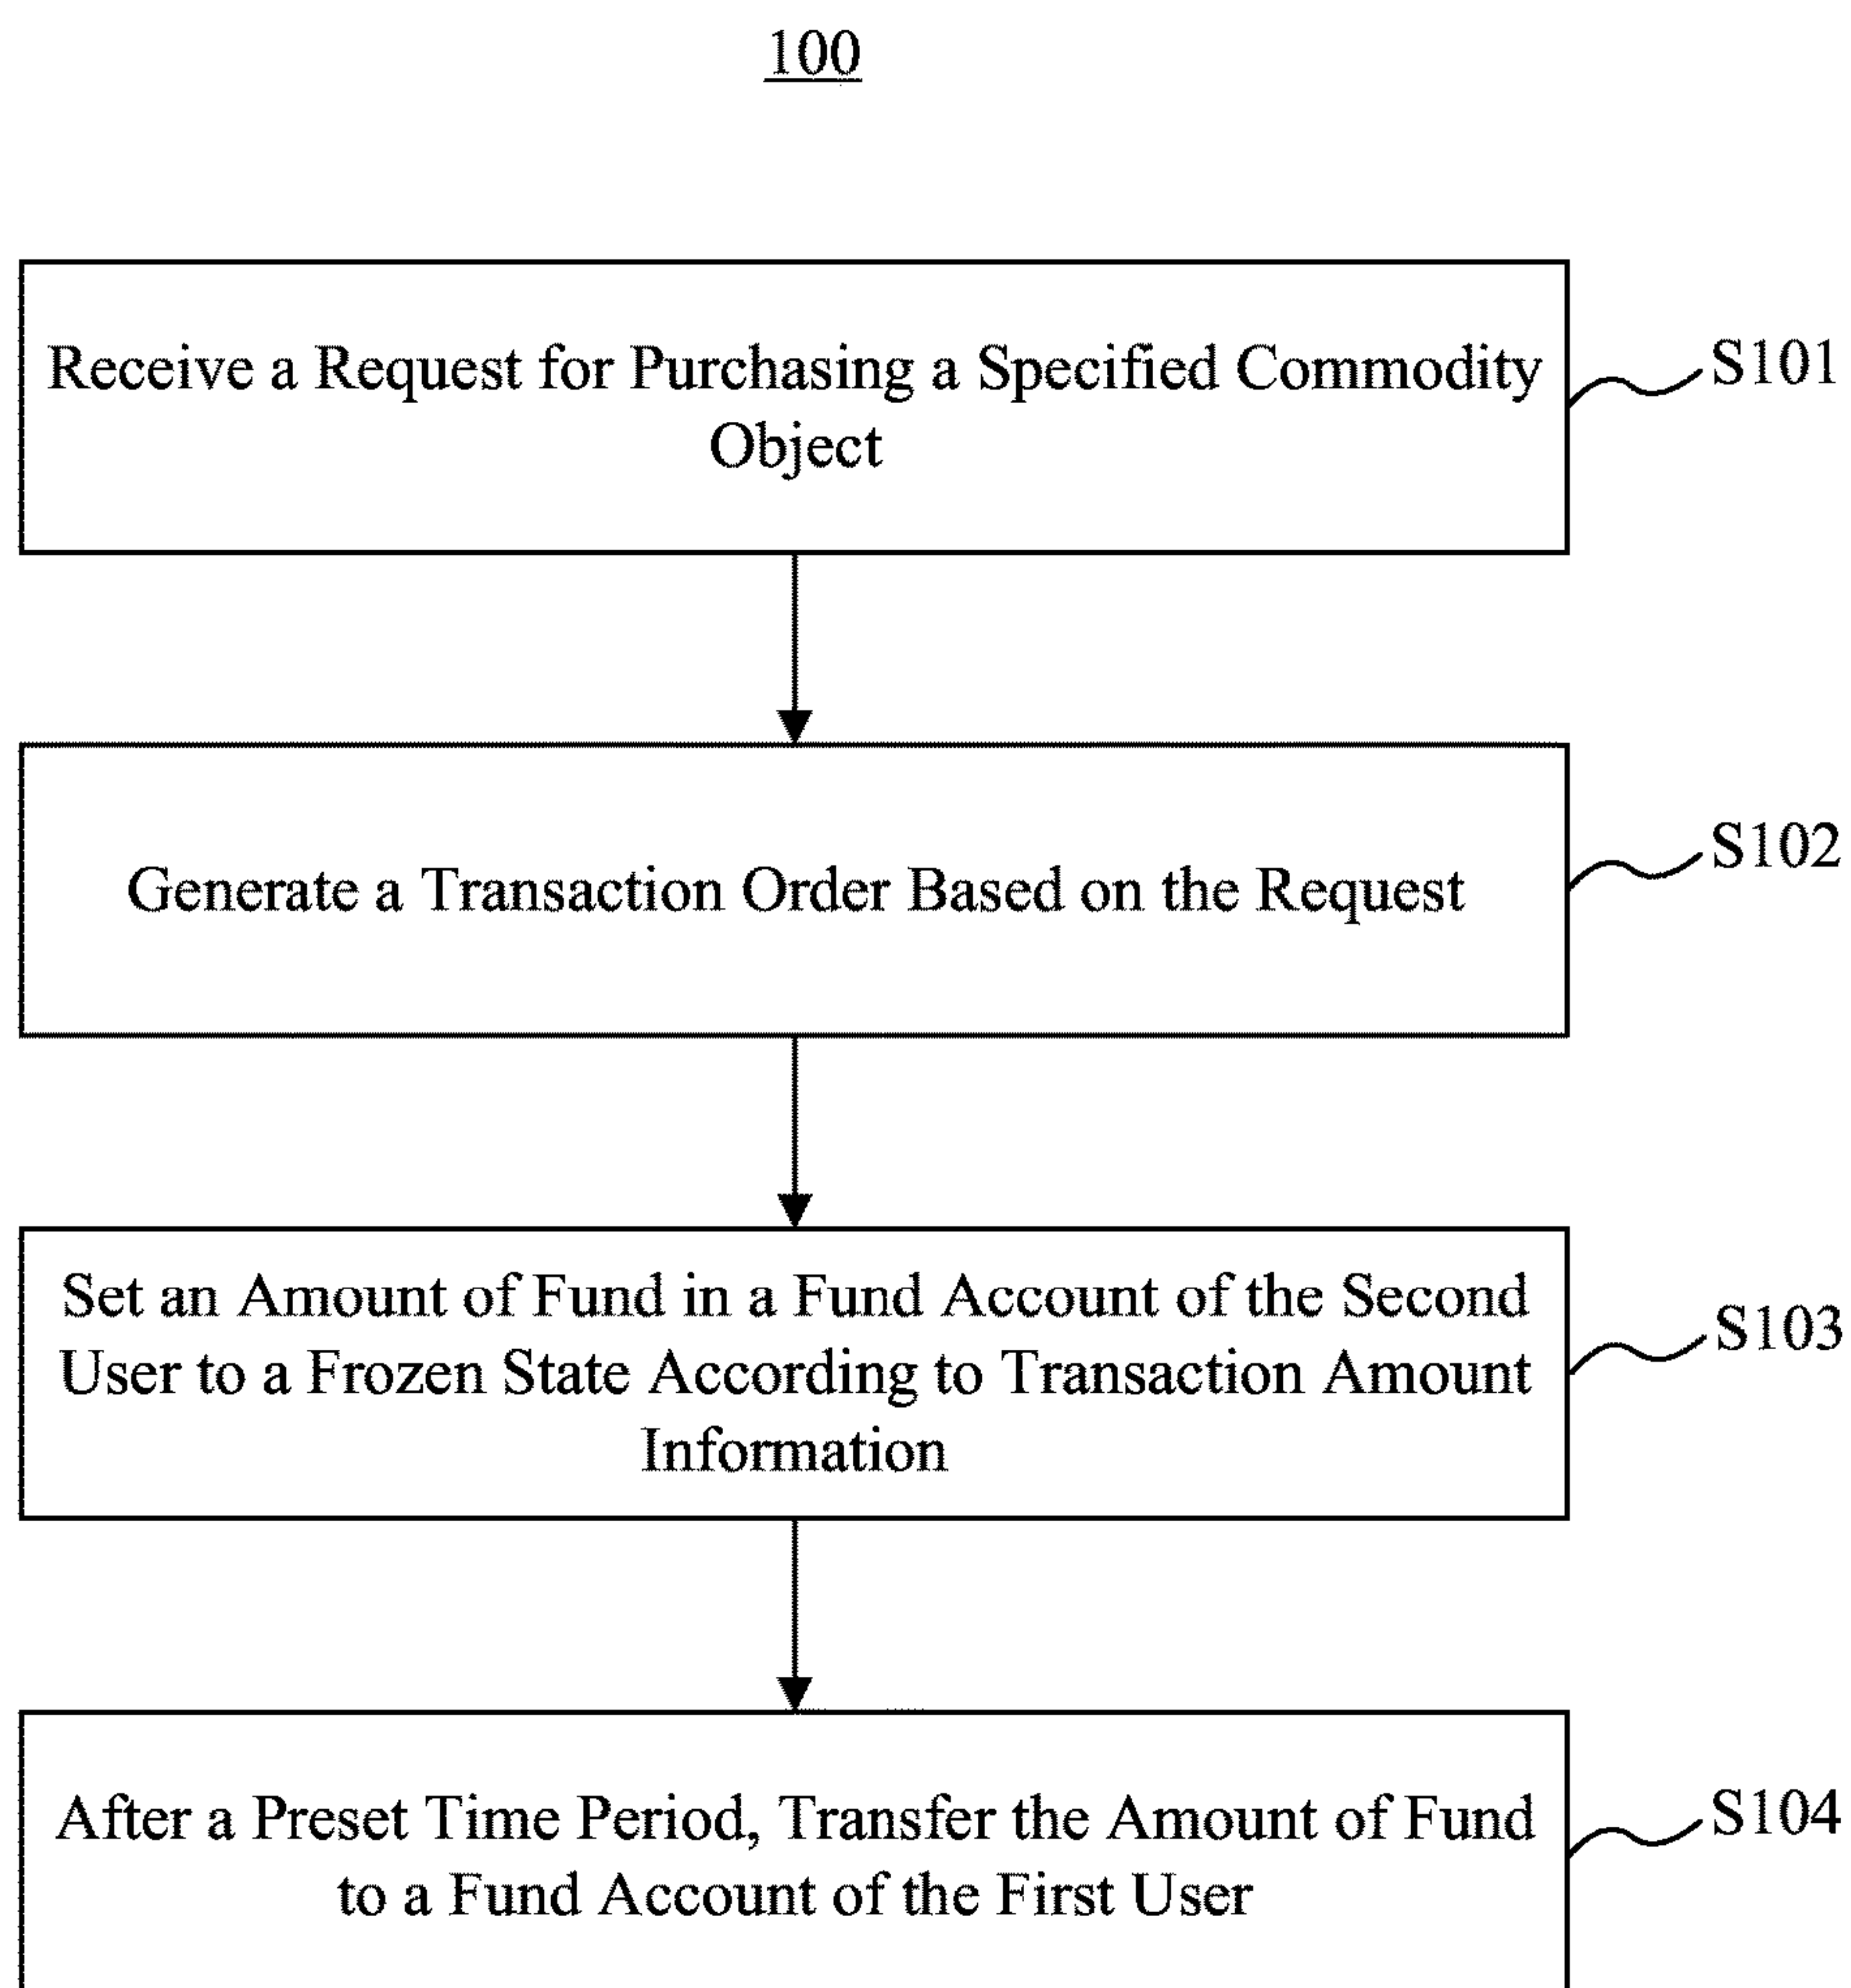 100
Receive a Request for Purchasing a Specified Commodity
Object
S101
Generate a Transaction Order Based on the Request
S102
Set an Amount of Fund in a Fund Account of the Second
User to a Frozen State According to Transaction Amount
Information
S103
After a Preset Time Period, Transfer the Amount of Fund
to a Fund Account of the First User
S104